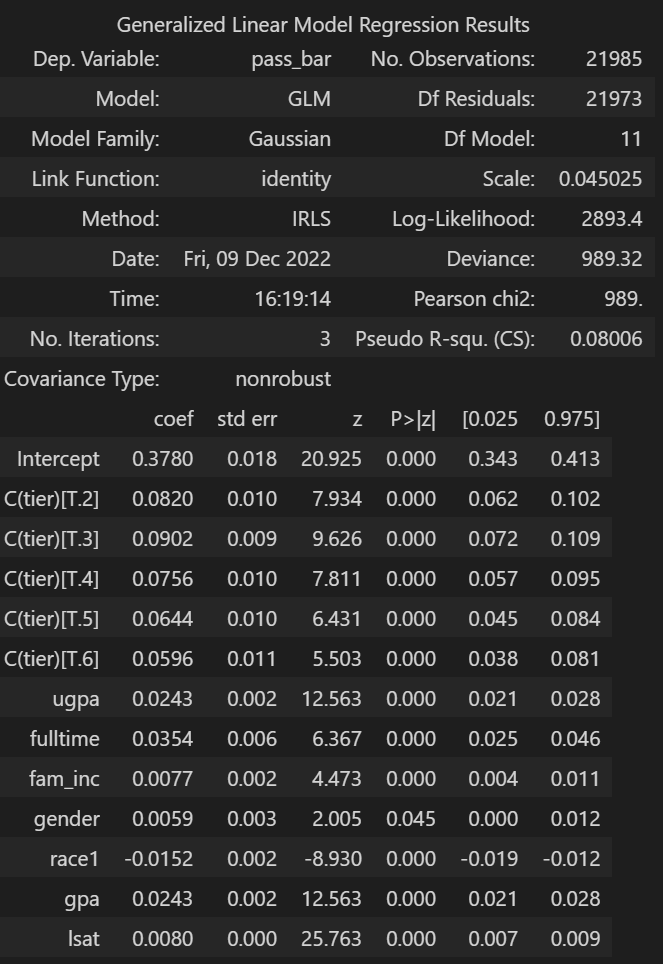 Generalized Linear Model Regression Results
Dep. Variable: pass_bar No. Observations: 21985
Model: GLM Df Residuals: 21973
Model Family: Gaussian Df Model: 11
Link Function: identity Scale: 0.045025
Method: IRLS Log-Likelihood: 2893.4
Date: Fri, 09 Dec 2022 Deviance: 989.32
Time: 16:19:14 Pearson chi2: 989.
No. Iterations: 3 Pseudo R-squ. (CS): 0.08006
Covariance Type: nonrobust
coef std err z P>|z| [0.025 0.975]
Intercept 0.3780 0.018 20.925 0.000 0.343 0.413
C(tier)[T.2] 0.0820 0.010 7.934 0.000 0.062 0.102
C(tier)[T.3] 0.0902 0.009 9.626 0.000 0.072 0.109
C(tier)[T.4] 0.0756 0.010 7.811 0.000 0.057 0.095
C(tier)[T.5] 0.0644 0.010 6.431 0.000 0.045 0.084
C(tier)[T.6] 0.0596 0.011 5.503 0.000 0.038 0.081
ugpa 0.0243 0.002 12.563 0.000 0.021 0.028
fulltime 0.0354 0.006 6.367 0.000 0.025 0.046
fam_inc 0.0077 0.002 4.473 0.000 0.004 0.011
gender 0.0059 0.003 2.005 0.045 0.000 0.012
race1 -0.0152 0.002 -8.930 0.000 -0.019 -0.012
gpa 0.0243 0.002 12.563 0.000 0.021 0.028
lsat 0.0080 0.000 25.763 0.000 0.007 0.009